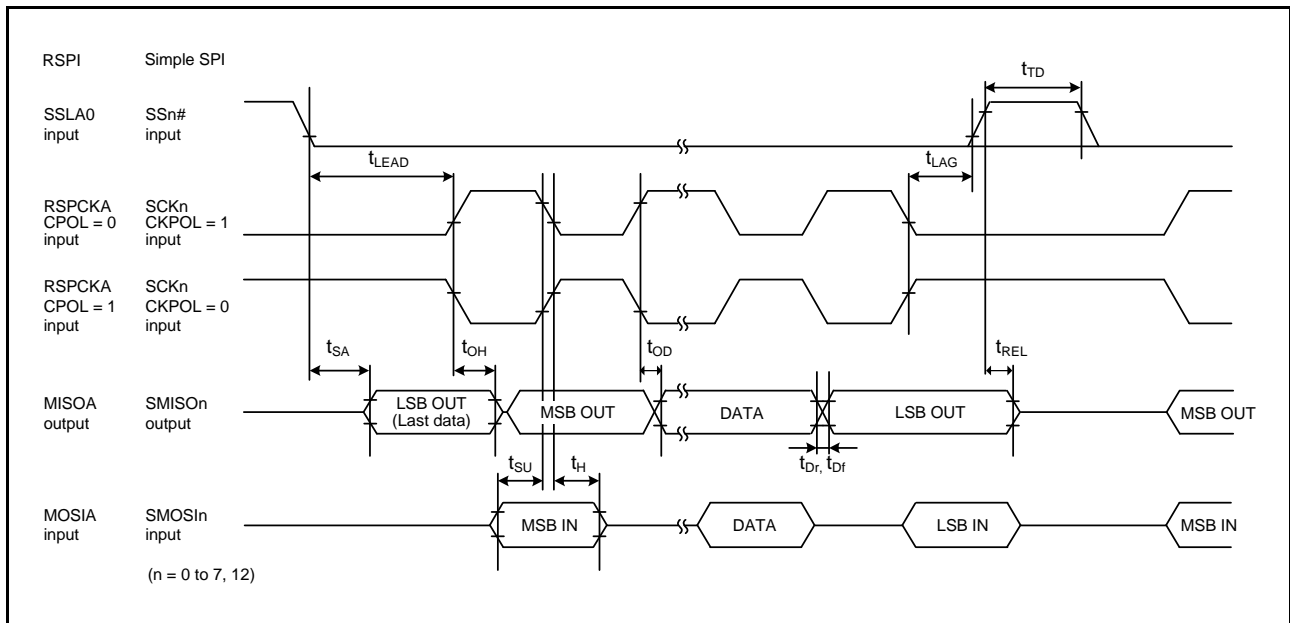 RSPI Simple SPI
tTD
SSLA0 SSn#
input input
tLEAD tLAG
RSPCKA SCKn
CPOL = 0 CKPOL = 1
input input
RSPCKA SCKn
CPOL = 1 CKPOL = 0
input input
tSA tOH tOD tREL
MISOA SMISOn
output output
LSB OUT
(Last data)
MSB OUT DATA LSB OUT MSB OUT
tDr, tDf
tSU tH
MOSIA SMOSIn
input input
MSB IN DATA LSB IN MSB IN
(n = 0 to 7, 12)